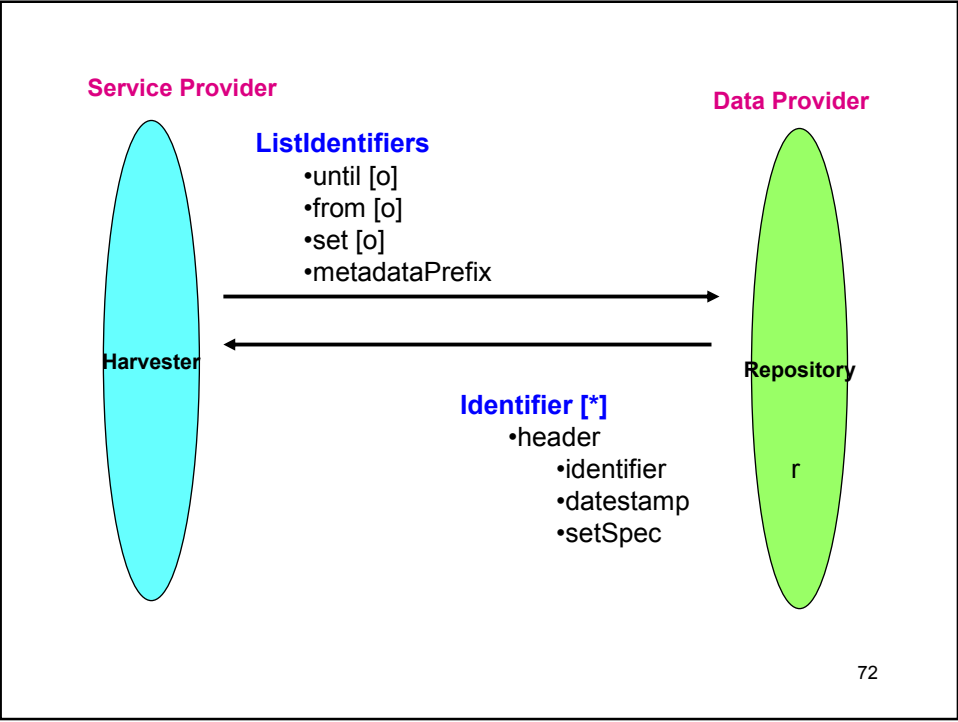 Service Provider
Data Provider
ListIdentifiers
•until [o]
•from [o]
•set [o]
•metadataPrefix
Harvester
Repository
Identifier [*]
•header
•identifier
r
•datestamp
•setSpec
72